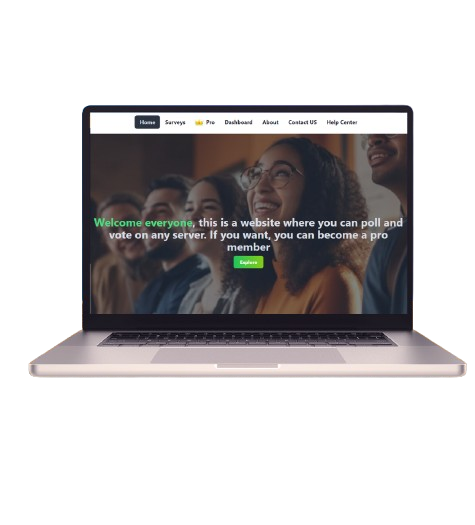 Home Surveys Pro Dashboard About Contact US Help Center
Welcome everyone, this is a website where you can poll and
vote on any server. If you want, you can become a pro
member
Explore